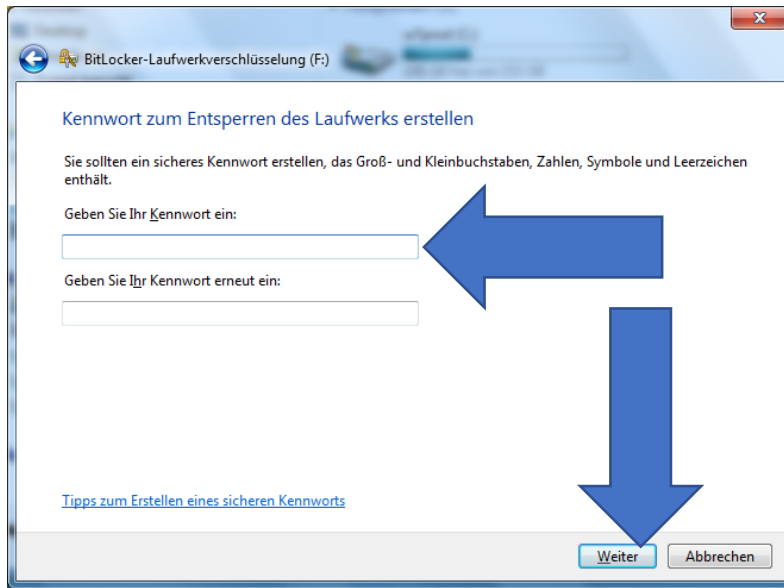 BitLocker-Laufwerkverschlüsselung (F:)
Kennwort zum Entsperren des Laufwerks erstellen
Sie sollten ein sicheres Kennwort erstellen, das Groß- und Kleinbuchstaben, Zahlen, Symbole und Leerzeichen
enthält.
Geben Sie Ihr Kennwort ein:
Geben Sie Ihr Kennwort erneut ein:
Tipps zum Erstellen eines sicheren Kennworts
Weiter Abbrechen